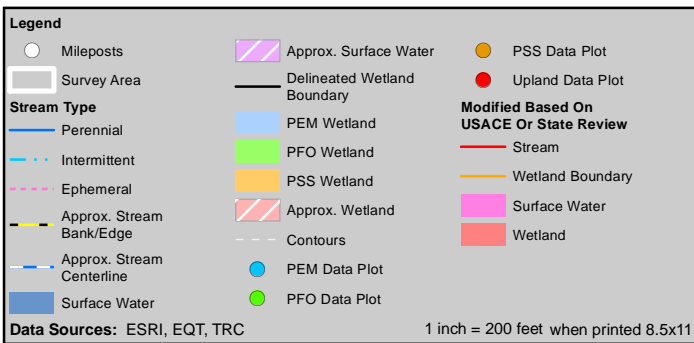 Legend
Mileposts
Survey Area
Stream Type
Perennial
Intermittent
Ephemeral
Approx. Stream
Bank/Edge
Approx. Stream
Centerline
Surface Water
Approx. Surface Water
Delineated Wetland
Boundary
PEM Wetland
PFO Wetland
PSS Wetland
Approx. Wetland
Contours
PEM Data Plot
PFO Data Plot
PSS Data Plot
Upland Data Plot
Modified Based On
USACE Or State Review
Stream
Wetland Boundary
Surface Water
Wetland
Data Sources: ESRI, EQT, TRC
1 inch = 200 feet when printed 8.5x11